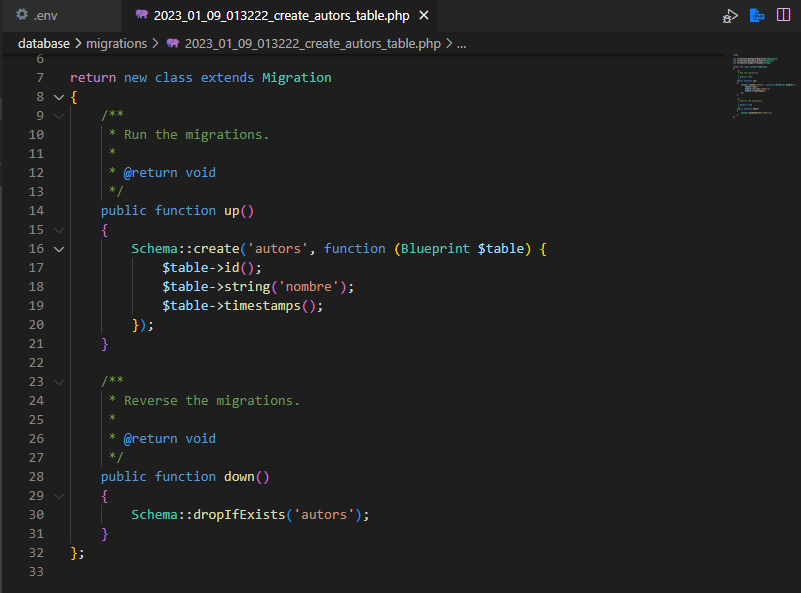 .env 2023_01_09_013222_create_autors_table.php
database > migrations > 2023_01_09_013222_create_autors_table.php > ...
6
7 return new class extends Migration
8 {
9 /**
10 * Run the migrations.
11 *
12 * @return void
13 */
14 public function up()
15 {
16 Schema::create('autors', function (Blueprint $table) {
17 $table->id();
18 $table->string('nombre');
19 $table->timestamps();
20 });
21 }
22
23 /**
24 * Reverse the migrations.
25 *
26 * @return void
27 */
28 public function down()
29 {
30 Schema::dropIfExists('autors');
31 }
32 };
33